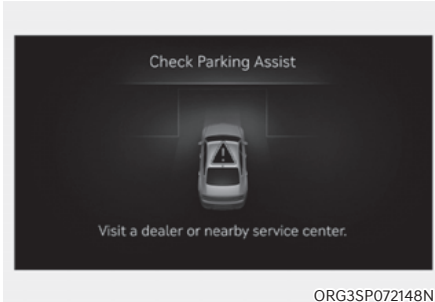 Check Parking Assist
Visit a dealer or nearby service center.
ORG3SP072148N